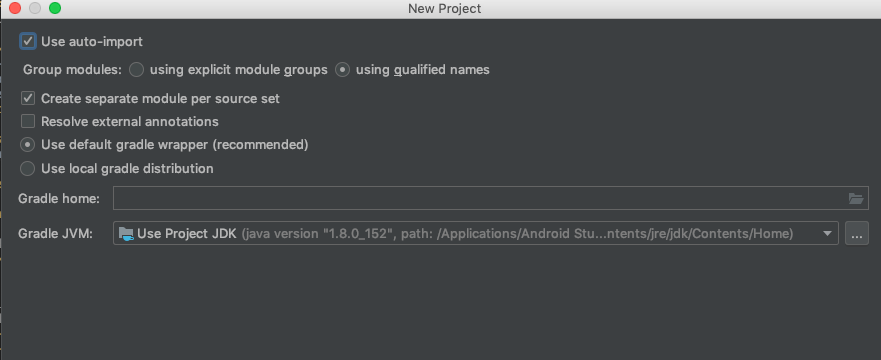 New Project
Use auto-import
Group modules: using explicit module groups using qualified names
Create separate module per source set
Resolve external annotations
Use default gradle wrapper (recommended)
Use local gradle distribution
Gradle home:
Gradle JVM: Use Project JDK (java version "1.8.0_152", path: /Applications/Android Stu...ntents/jre/jdk/Contents/Home) ...